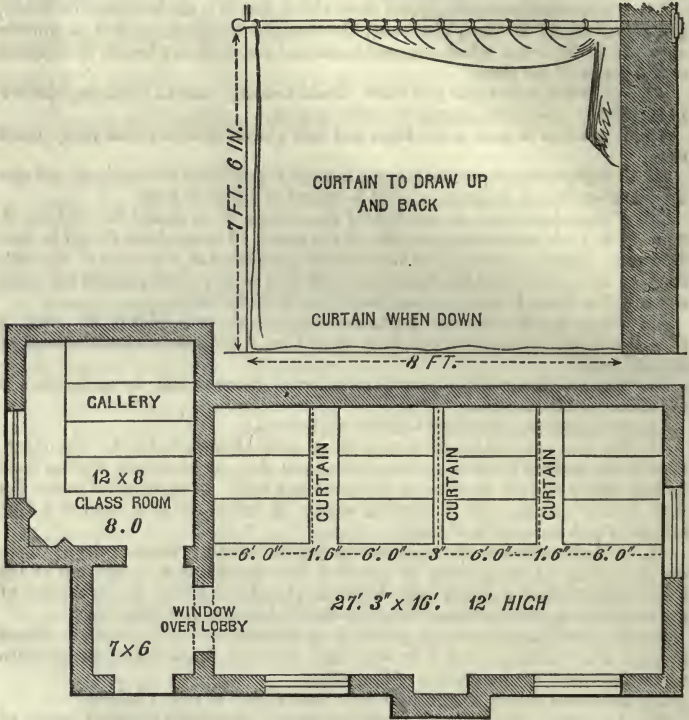 7 FT. 6 IN.
CURTAIN TO DRAW UP
AND BACK
CURTAIN WHEN DOWN
8 FT.
GALLERY
12 x 8
CLASS ROOM
8.0
CURTAIN
CURTAIN
CURTAIN
6'. 0" 1'. 6" 6'. 0" 3" 6'. 0" 1'. 6" 6'. 0"
27'. 3" x 16'. 12' HIGH
WINDOW
OVER LOBBY
7 x 6